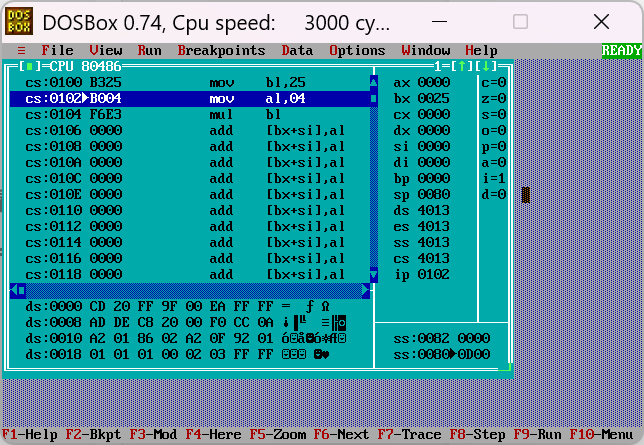 DOS BOX DOSBox 0.74, Cpu speed: 3000 cy...
≡ File View Run Breakpoints Data Options Window Help READY
[■]=CPU 80486 1=[↑][↓]
cs:0100 B325 mov bl,25 ax 0000 c=0
cs:0102►B004 mov al,04 bx 0025 z=0
cs:0104 F6E3 mul bl cx 0000 s=0
cs:0106 0000 add [bx+si],al dx 0000 o=0
cs:0108 0000 add [bx+si],al si 0000 p=0
cs:010A 0000 add [bx+si],al di 0000 a=0
cs:010C 0000 add [bx+si],al bp 0000 i=1
cs:010E 0000 add [bx+si],al sp 0080 d=0
cs:0110 0000 add [bx+si],al ds 4013
cs:0112 0000 add [bx+si],al es 4013
cs:0114 0000 add [bx+si],al ss 4013
cs:0116 0000 add [bx+si],al cs 4013
cs:0118 0000 add [bx+si],al ip 0102
ds:0000 CD 20 FF 9F 00 EA FF FF = ƒ Ω
ds:0008 AD DE C8 20 00 F0 CC 0A ¡▐╚ ≡╠◙
ds:0010 A2 01 86 02 A2 0F 92 01 ó☺å☻ó☼Æ☺ ss:0082 0000
ds:0018 01 01 01 00 02 03 FF FF ☺☺☺ ☻♥ ss:0080►0D00
F1-Help F2-Bkpt F3-Mod F4-Here F5-Zoom F6-Next F7-Trace F8-Step F9-Run F10-Menu